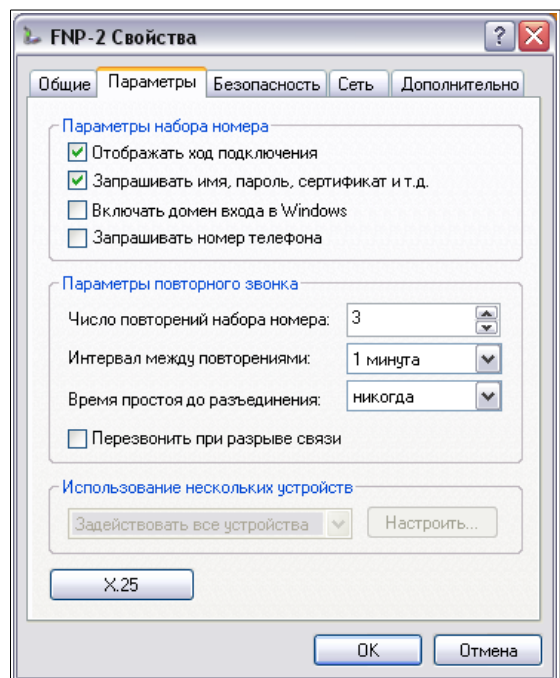 FNP-2 Свойства
Общие Параметры Безопасность Сеть Дополнительно
Параметры набора номера
Отображать ход подключения
Запрашивать имя, пароль, сертификат и т.д.
Включать домен входа в Windows
Запрашивать номер телефона
Параметры повторного звонка
Число повторений набора номера: 3
Интервал между повторениями: 1 минута
Время простоя до разъединения: никогда
Перезвонить при разрыве связи
Использование нескольких устройств
Задействовать все устройства Настроить...
X.25
OK Отмена